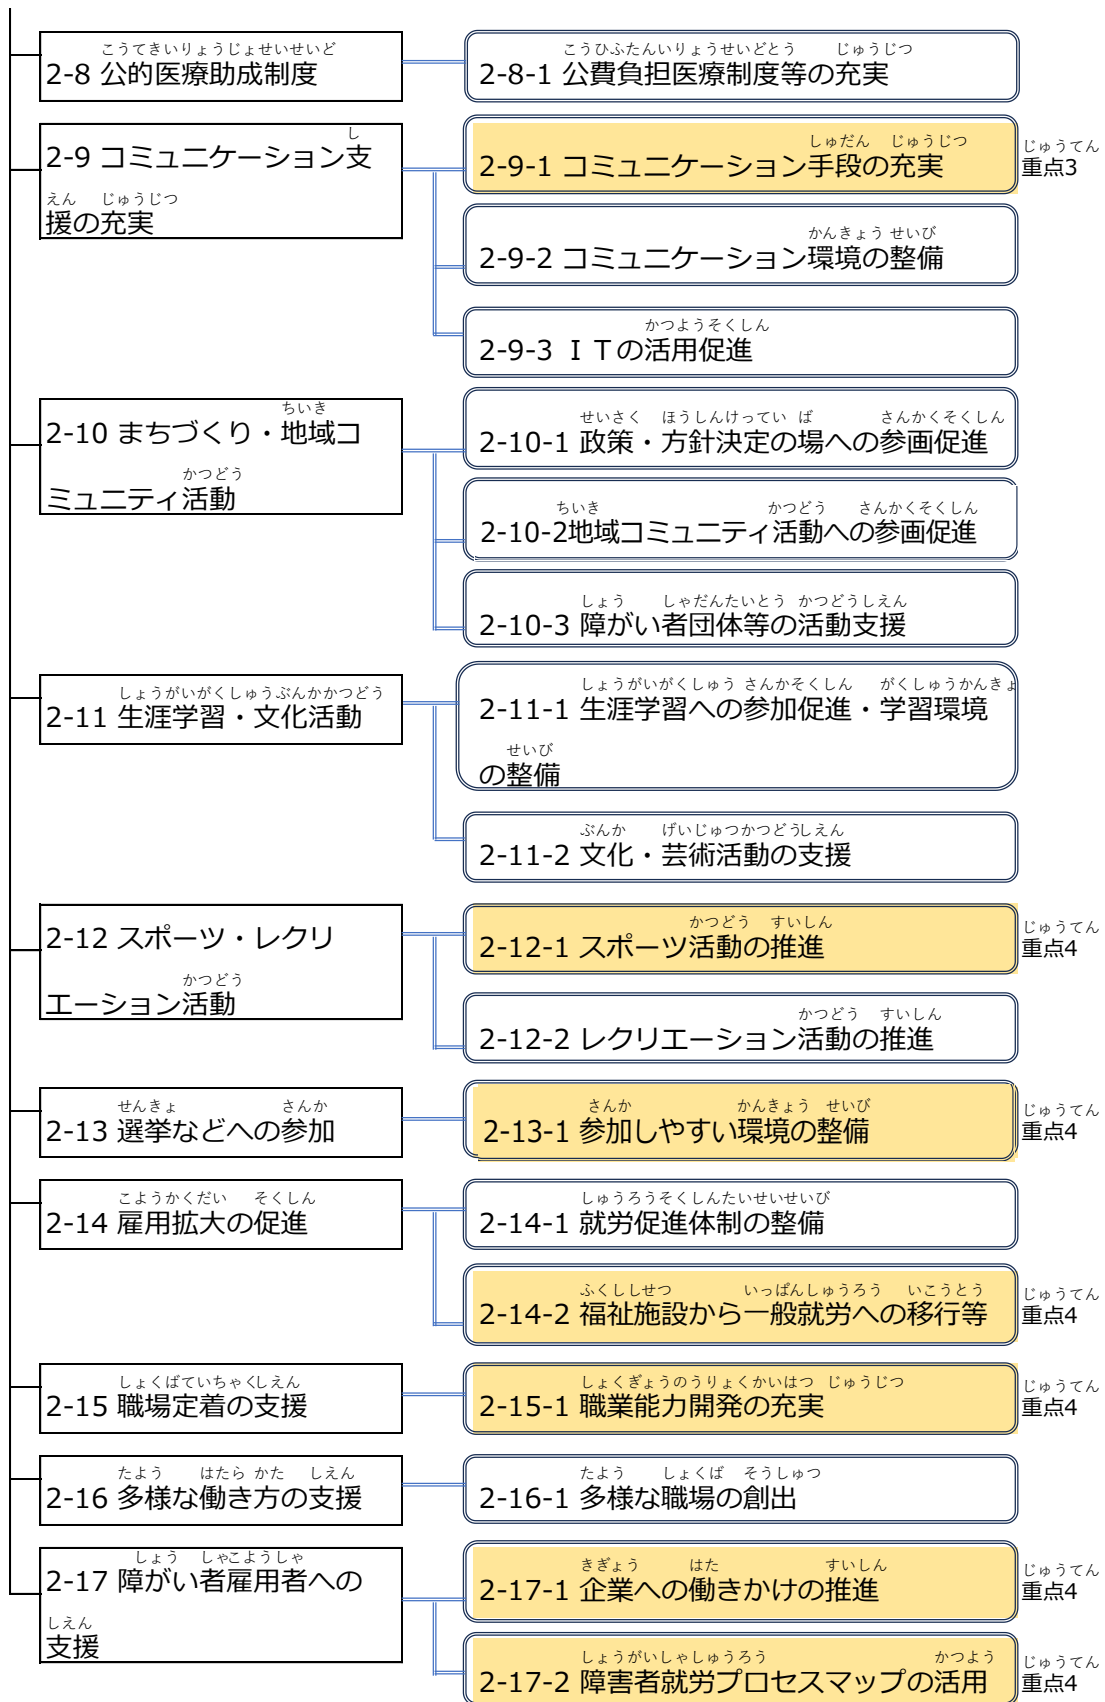 こうてきいりょうじょせいせいど
2-8 公的医療助成制度
こうひふたんいりょうせいどとう じゅうじつ
2-8-1 公費負担医療制度等の充実
し
2-9 コミュニケーション支
えん じゅうじつ
援の充実
しゅだん じゅうじつ
2-9-1 コミュニケーション手段の充実
じゅうてん
重点3
かんきょう せいび
2-9-2 コミュニケーション環境の整備
かつようそくしん
2-9-3 ＩＴの活用促進
ちいき
2-10 まちづくり・地域コ
かつどう
ミュニティ活動
せいさく ほうしんけってい ば さんかくそくしん
2-10-1 政策・方針決定の場への参画促進
ちいき かつどう さんかくそくしん
2-10-2地域コミュニティ活動への参画促進
しょう しゃだんたいとう かつどうしえん
2-10-3 障がい者団体等の活動支援
しょうがいがくしゅうぶんかかつどう
2-11 生涯学習・文化活動
しょうがいがくしゅう さんかそくしん がくしゅうかんきょ
2-11-1 生涯学習への参加促進・学習環境
せいび
の整備
ぶんか げいじゅつかつどうしえん
2-11-2 文化・芸術活動の支援
2-12 スポーツ・レクリ
かつどう
エーション活動
かつどう すいしん
2-12-1 スポーツ活動の推進
じゅうてん
重点4
かつどう すいしん
2-12-2 レクリエーション活動の推進
せんきょ さんか
2-13 選挙などへの参加
さんか かんきょう せいび
2-13-1 参加しやすい環境の整備
じゅうてん
重点4
こようかくだい そくしん
2-14 雇用拡大の促進
しゅうろうそくしんたいせいせいび
2-14-1 就労促進体制の整備
ふくししせつ いっぱんしゅうろう いこうとう
2-14-2 福祉施設から一般就労への移行等
じゅうてん
重点4
しょくばていちゃくしえん
2-15 職場定着の支援
しょくぎょうのうりょくかいはつ じゅうじつ
2-15-1 職業能力開発の充実
じゅうてん
重点4
たよう はたら かた しえん
2-16 多様な働き方の支援
たよう しょくば そうしゅつ
2-16-1 多様な職場の創出
しょう しゃこようしゃ
2-17 障がい者雇用者への
しえん
支援
きぎょう はた すいしん
2-17-1 企業への働きかけの推進
じゅうてん
重点4
しょうがいしゃしゅうろう かつよう
2-17-2 障害者就労プロセスマップの活用
じゅうてん
重点4